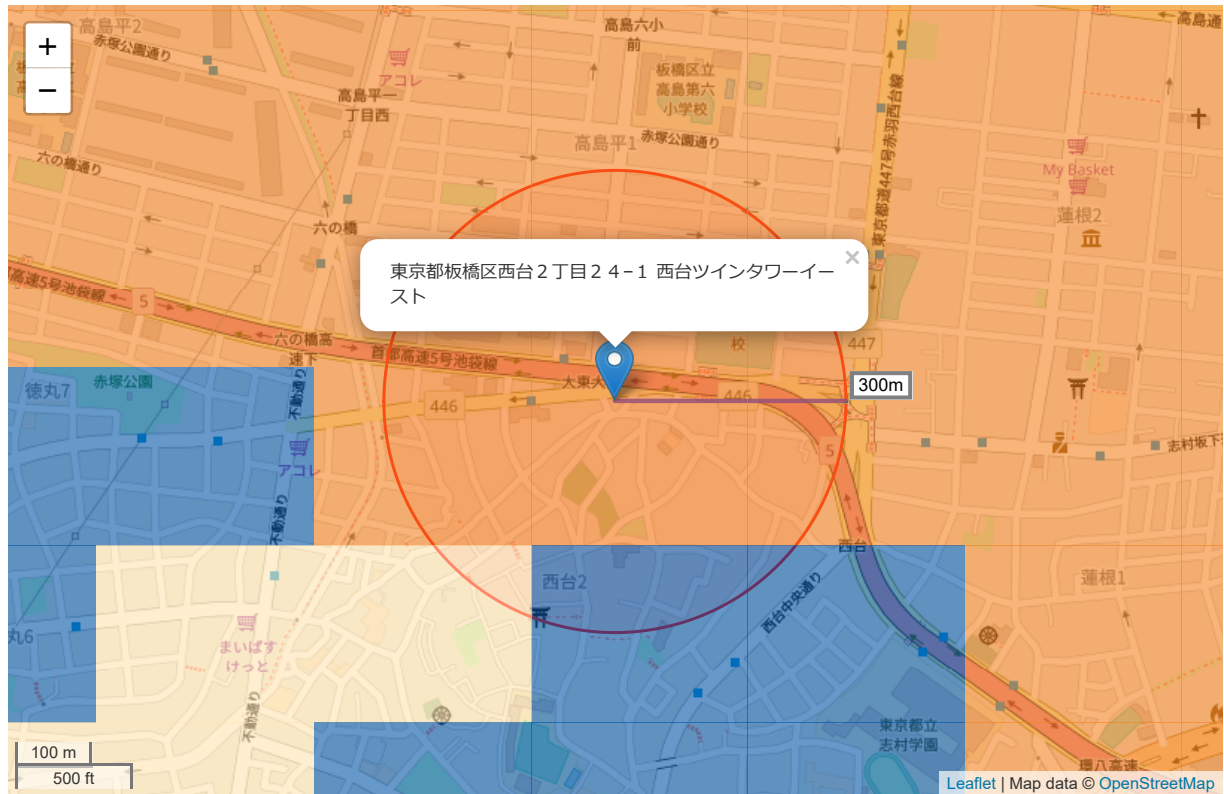 高島平2
赤塚公園通り
高島六小
前
高島通
+
−
アコレ
板橋区立
高島第六
小学校
高島平一
丁目西
高島平1
赤塚公園通り
東京都道447号赤羽西台線
My Basket
六の橋通り
蓮根2
六の橋
東京都板橋区西台２丁目２４−１ 西台ツインタワーイー
スト
×
高速5号池袋線
5
六の橋高
速下
首都高速5号池袋線
校
447
徳丸7
赤塚公園
不動通り
大東大
446
446
300m
アコレ
5
志村坂下
不動通り
西台
西台2
蓮根1
西台中央通り
丸6
まいばす
けっと
不動通り
東京都立
志村学園
環八高速
100 m
500 ft
Leaflet | Map data © OpenStreetMap